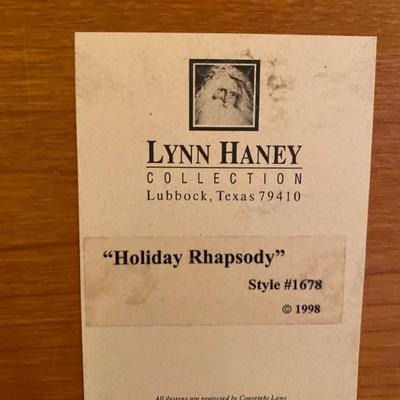 LYNN HANEY
COLLECTION
Lubbock, Texas 79410
"Holiday Rhapsody"
Style #1678
© 1998
All designs are protected by Copyright Laws